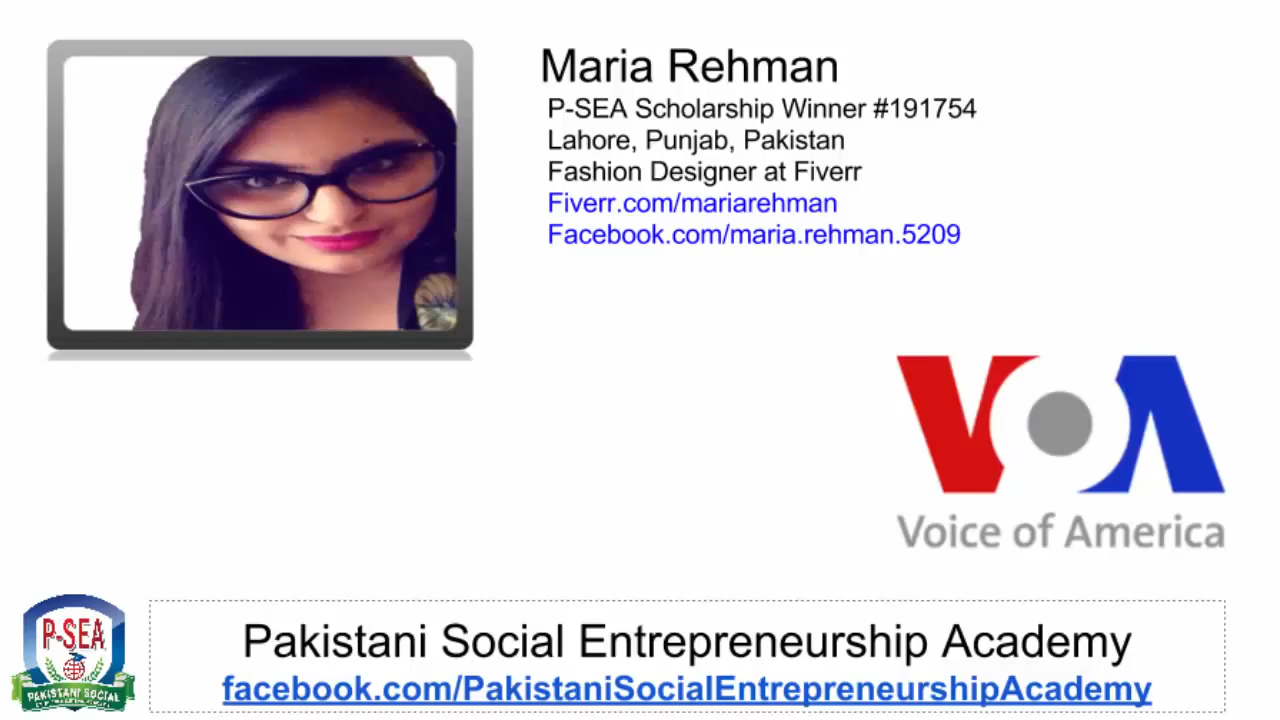 Maria Rehman
P-SEA Scholarship Winner #191754
Lahore, Punjab, Pakistan
Fashion Designer at Fiverr
Fiverr.com/mariarehman
Facebook.com/maria.rehman.5209
VOA
Voice of America
P-SEA
PAKISTANI SOCIAL
Pakistani Social Entrepreneurship Academy
facebook.com/PakistaniSocialEntrepreneurshipAcademy